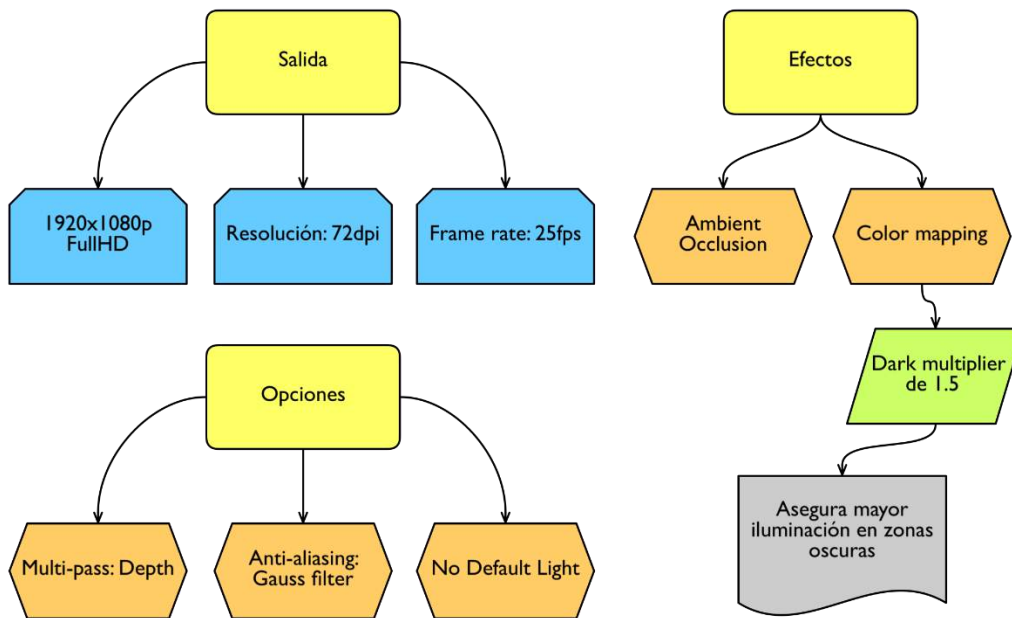 Salida
1920x1080p
FullHD
Resolución: 72dpi
Frame rate: 25fps
Opciones
Multi-pass: Depth
Anti-aliasing:
Gauss filter
No Default Light
Efectos
Ambient
Occlusion
Color mapping
Dark multiplier
de 1.5
Asegura mayor
iluminación en zonas
oscuras